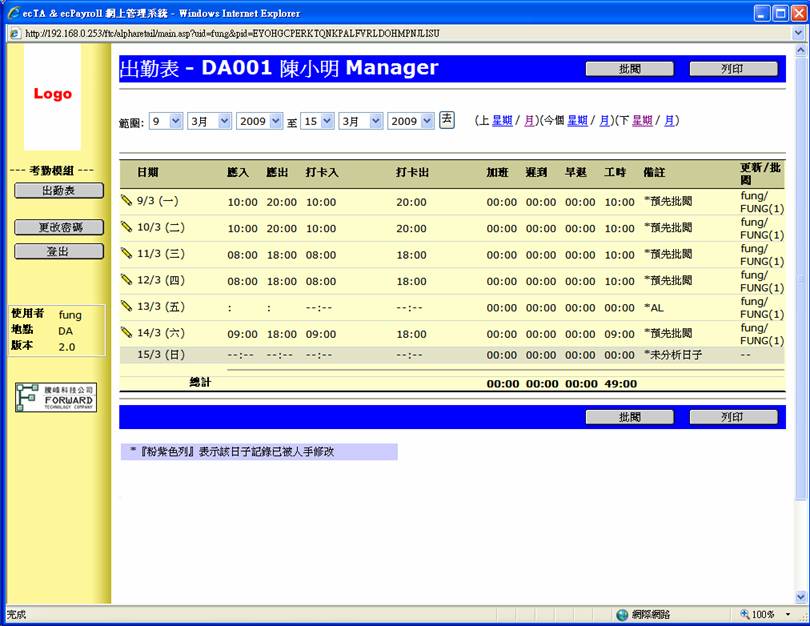 ecTA & ecPayroll 網上管理系統 - Windows Internet Explorer
http://192.168.0.253/ftc/alpharetail/main.asp?uid=fung&pid=EYOHGCPERKTQNKPALFVRLDOHMPNJLISU
Logo
--- 考勤模組 ---
出勤表
更改密碼
登出
使用者 fung
地點 DA
版本 2.0
騰峰科技公司
FORWARD
TECHNOLOGY COMPANY
出勤表 - DA001 陳小明 Manager
批閱 列印
範圍: 9 3月 2009 至 15 3月 2009 去 (上 星期 / 月)(今個 星期 / 月)(下 星期 / 月)
日期 應入 應出 打卡入 打卡出 加班 遲到 早退 工時 備註 更新/批閱
9/3 (一) 10:00 20:00 10:00 20:00 00:00 00:00 00:00 10:00 *預先批閱 fung/FUNG(1)
10/3 (二) 10:00 20:00 10:00 20:00 00:00 00:00 00:00 10:00 *預先批閱 fung/FUNG(1)
11/3 (三) 08:00 18:00 08:00 18:00 00:00 00:00 00:00 10:00 *預先批閱 fung/FUNG(1)
12/3 (四) 08:00 18:00 08:00 18:00 00:00 00:00 00:00 10:00 *預先批閱 fung/FUNG(1)
13/3 (五) : : --:-- --:-- 00:00 00:00 00:00 00:00 *AL fung/FUNG(1)
14/3 (六) 09:00 18:00 09:00 18:00 00:00 00:00 00:00 09:00 *預先批閱 fung/FUNG(1)
15/3 (日) --:-- --:-- --:-- --:-- 00:00 00:00 00:00 00:00 *未分析日子 --
總計 00:00 00:00 00:00 49:00
批閱 列印
*『粉紫色列』表示該日子記錄已被人手修改
完成 網際網路 100%